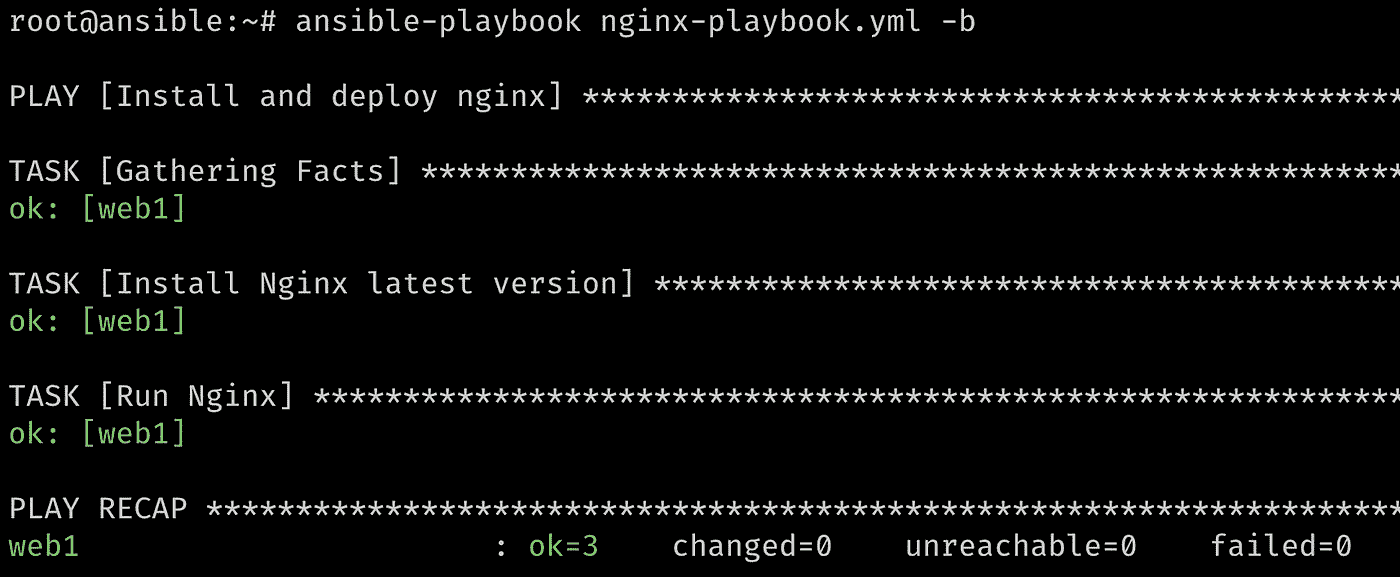 root@ansible:~# ansible-playbook nginx-playbook.yml -b
PLAY [Install and deploy nginx] **********************************************
TASK [Gathering Facts] *******************************************************
ok: [web1]
TASK [Install Nginx latest version] ******************************************
ok: [web1]
TASK [Run Nginx] *************************************************************
ok: [web1]
PLAY RECAP *******************************************************************
web1 : ok=3 changed=0 unreachable=0 failed=0